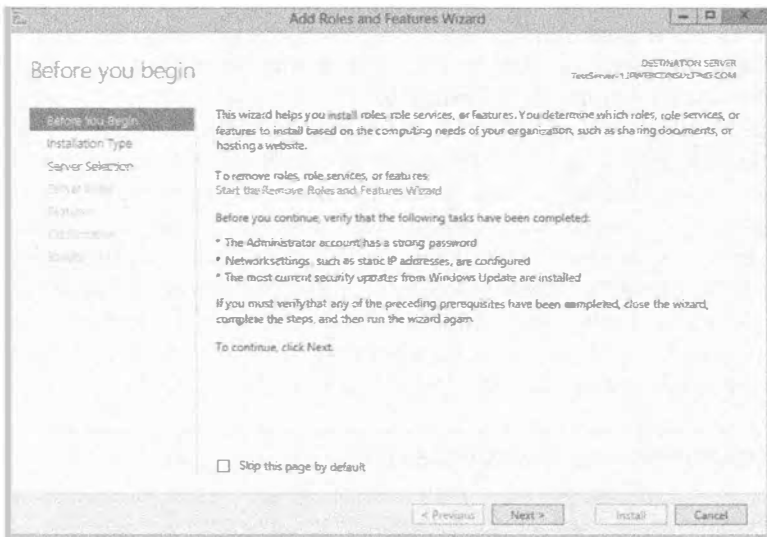 Add Roles and Features Wizard
Before you begin
DESTINATION SERVER
Before You Begin
Installation Type
Server Selection
Server Roles
Features
Confirmation
Results
This wizard helps you install roles, role services, or features. You determine which roles, role services, or
features to install based on the computing needs of your organization, such as sharing documents, or
hosting a website.
To remove roles, role services, or features:
Start the Remove Roles and Features Wizard
Before you continue, verify that the following tasks have been completed:
* The Administrator account has a strong password
* Network settings, such as static IP addresses, are configured
* The most current security updates from Windows Update are installed
If you must verify that any of the preceding prerequisites have been completed, close the wizard,
complete the steps, and then run the wizard again.
To continue, click Next.
Skip this page by default
< Previous
Next >
Install
Cancel